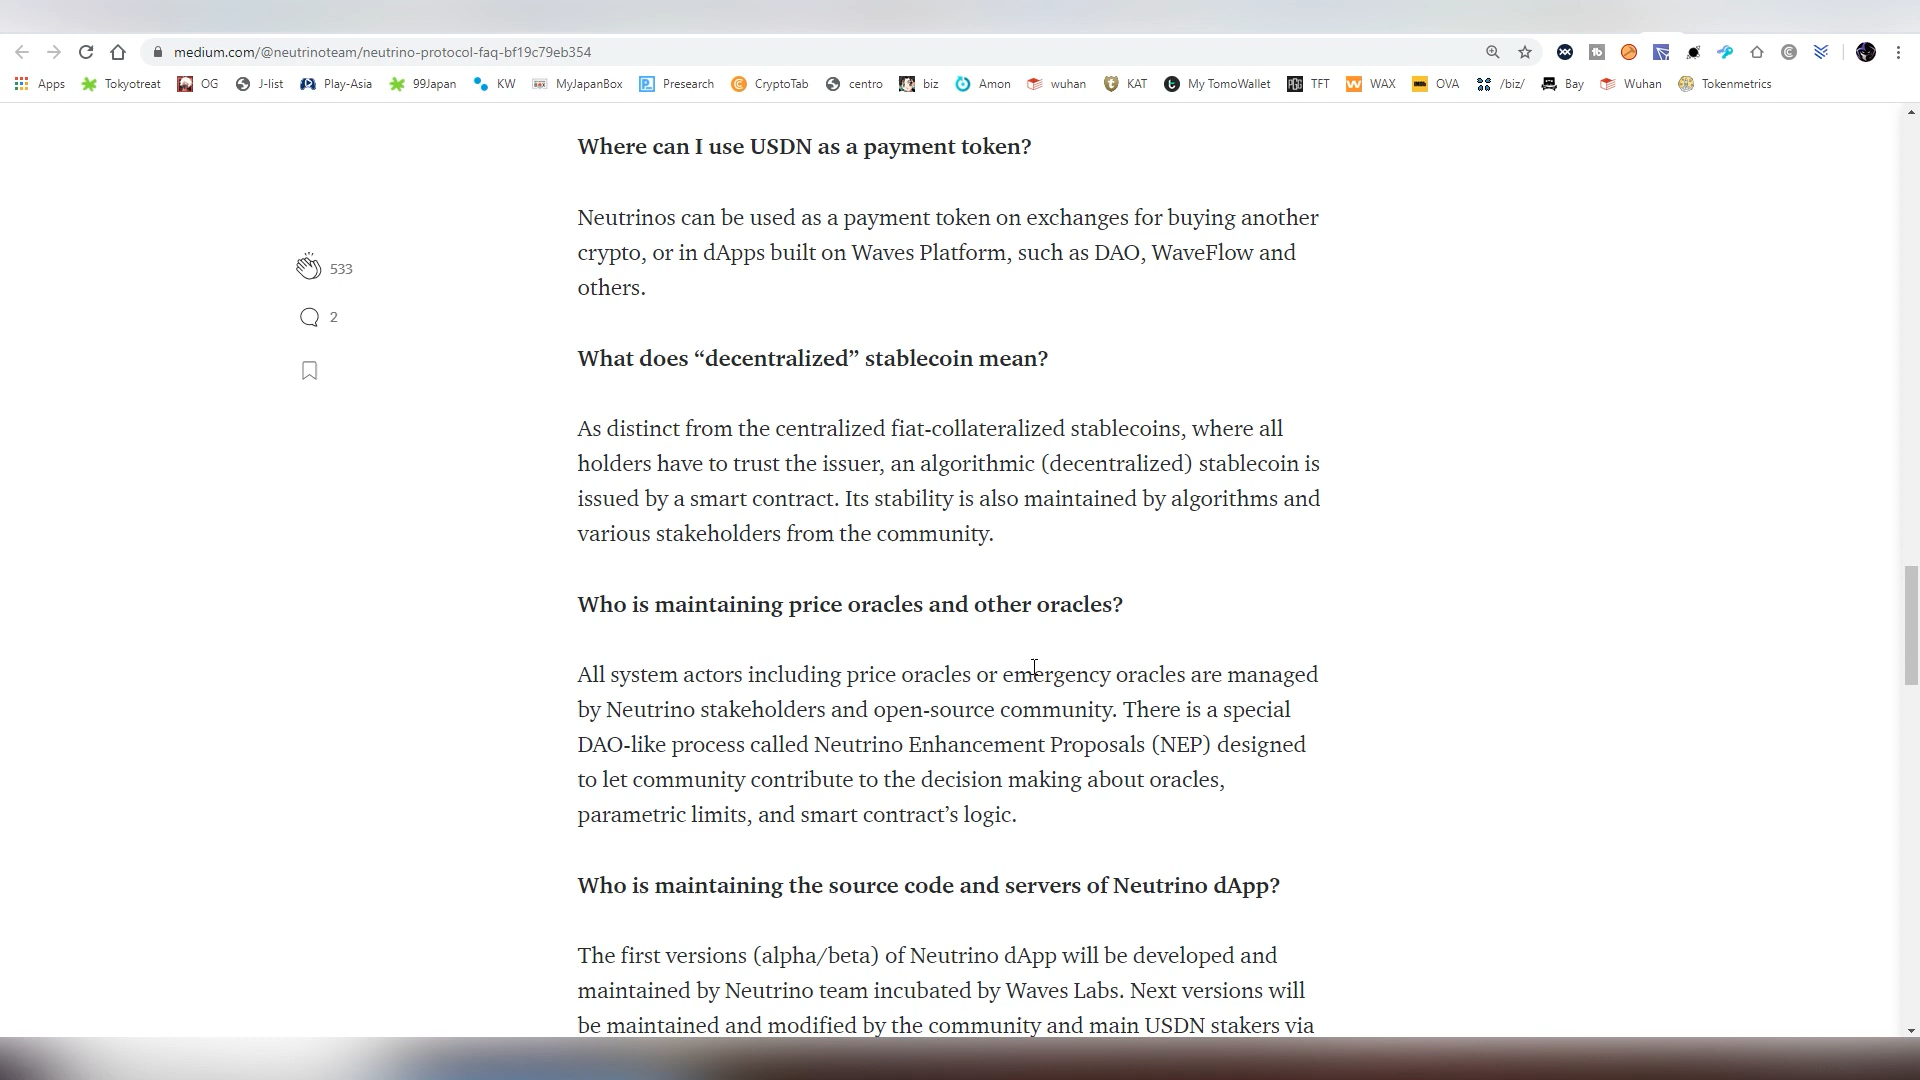 medium.com/@neutrinoteam/neutrino-protocol-faq-bf19c79eb354
Apps Tokyotreat OG J-list Play-Asia 99Japan KW MyJapanBox Presearch CryptoTab centro biz Amon wuhan KAT My TomoWallet TFT WAX OVA /biz/ Bay Wuhan Tokenmetrics
Where can I use USDN as a payment token?
Neutrinos can be used as a payment token on exchanges for buying another
crypto, or in dApps built on Waves Platform, such as DAO, WaveFlow and
others.
533
2
What does “decentralized” stablecoin mean?
As distinct from the centralized fiat-collateralized stablecoins, where all
holders have to trust the issuer, an algorithmic (decentralized) stablecoin is
issued by a smart contract. Its stability is also maintained by algorithms and
various stakeholders from the community.
Who is maintaining price oracles and other oracles?
All system actors including price oracles or emergency oracles are managed
by Neutrino stakeholders and open-source community. There is a special
DAO-like process called Neutrino Enhancement Proposals (NEP) designed
to let community contribute to the decision making about oracles,
parametric limits, and smart contract’s logic.
Who is maintaining the source code and servers of Neutrino dApp?
The first versions (alpha/beta) of Neutrino dApp will be developed and
maintained by Neutrino team incubated by Waves Labs. Next versions will
be maintained and modified by the community and main USDN stakers via